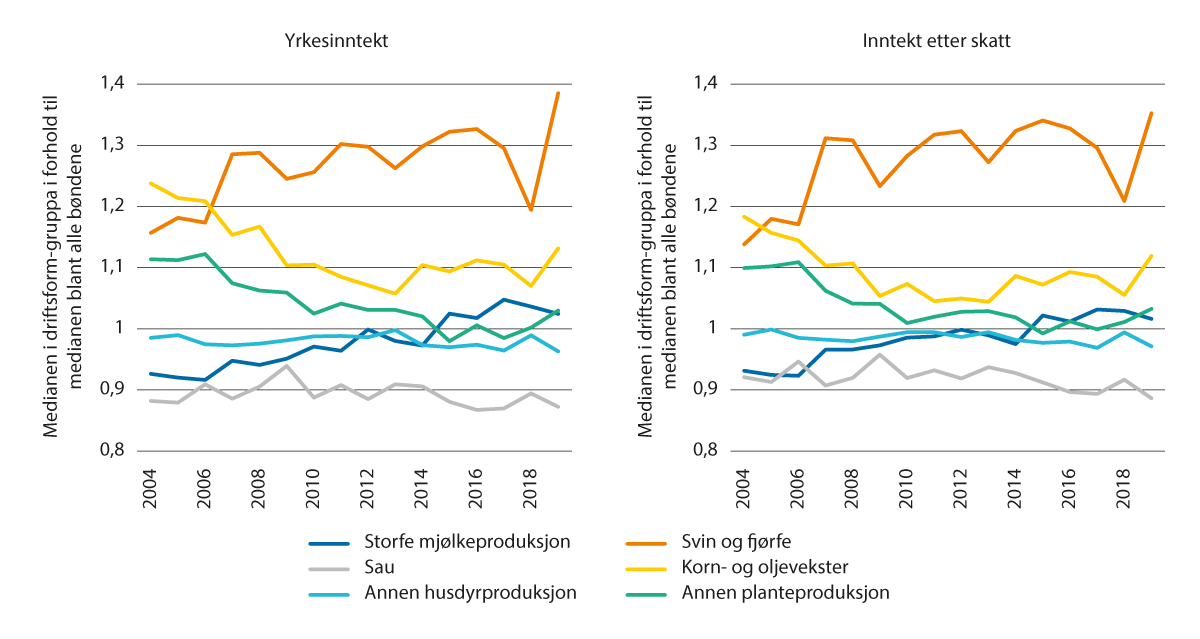 Yrkesinntekt
Medianen i driftsform-gruppa i forhold til
medianen blant alle bøndene
1,4
1,3
1,2
1,1
1
0,9
0,8
2004
2006
2008
2010
2012
2014
2016
2018
Inntekt etter skatt
Medianen i driftsform-gruppa i forhold til
medianen blant alle bøndene
1,4
1,3
1,2
1,1
1
0,9
0,8
2004
2006
2008
2010
2012
2014
2016
2018
Storfe mjølkeproduksjon
Sau
Annen husdyrproduksjon
Svin og fjørfe
Korn- og oljevekster
Annen planteproduksjon